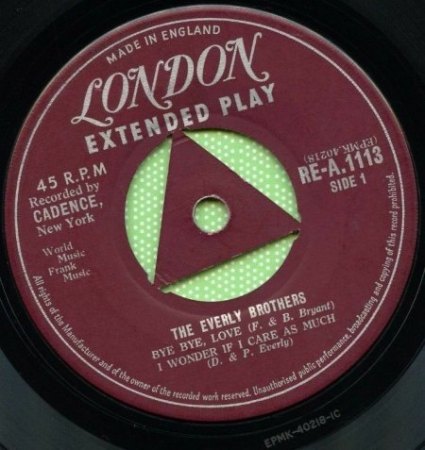 MADE IN ENGLAND
LONDON
EXTENDED PLAY
45 R.P.M
Recorded by
CADENCE,
New York
World
Music
Frank
Music
(EPMK.40218)
RE-A.1113
SIDE 1
THE EVERLY BROTHERS
BYE BYE, LOVE (F. & B. Bryant)
I WONDER IF I CARE AS MUCH
(D. & P. Everly)
All rights of the Manufacturer and of the owner of the recorded work reserved. Unauthorised public performance, broadcasting and copying of this record prohibited.
EPMK-40218-1C